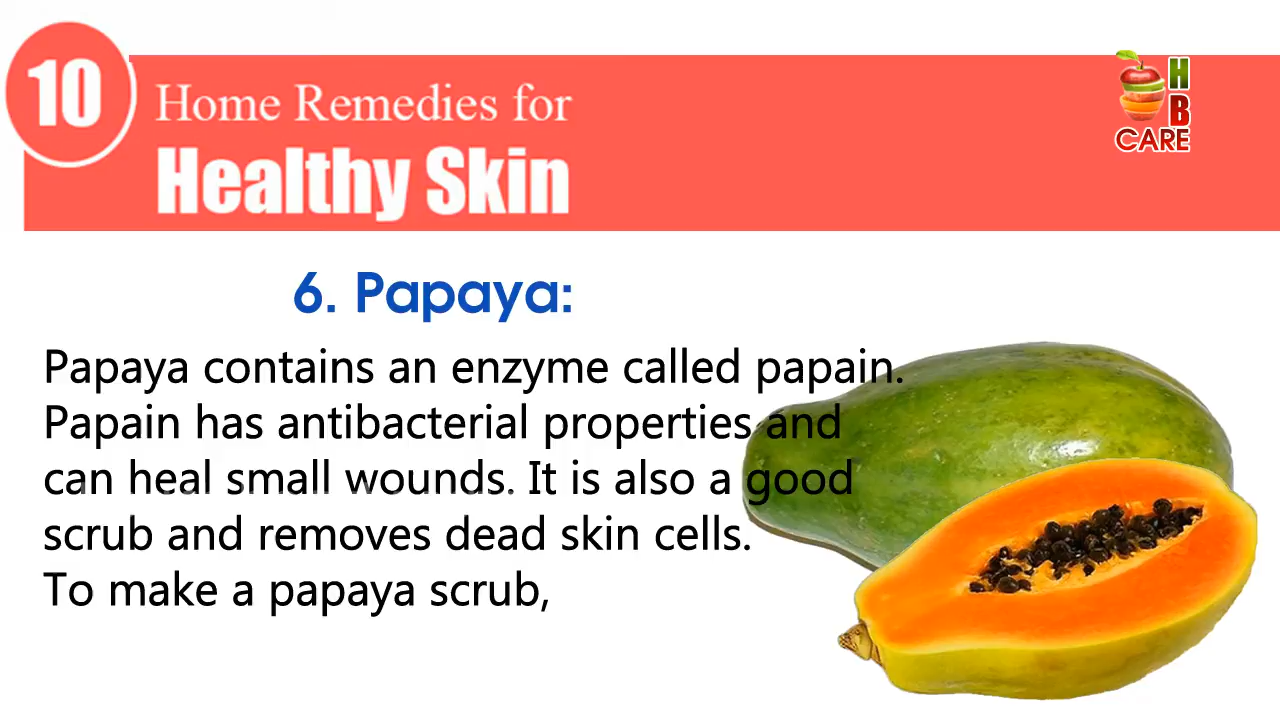 10
Home Remedies for
Healthy Skin
H
B
CARE
6. Papaya:
Papaya contains an enzyme called papain.
Papain has antibacterial properties and
can heal small wounds. It is also a good
scrub and removes dead skin cells.
To make a papaya scrub,